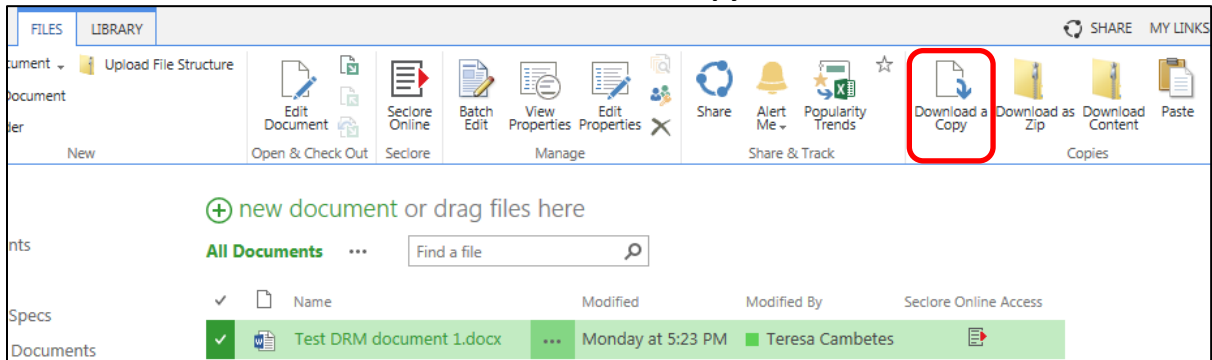 FILES LIBRARY SHARE MY LINKS
Upload File Structure
Document
Edit Document
Seclore Online
Batch Edit
View Properties
Edit Properties
Share
Alert Me
Popularity Trends
Download a Copy
Download as Zip
Download Content
Paste
New Open & Check Out Seclore Manage Share & Track Copies
new document or drag files here
All Documents ... Find a file
Name Modified Modified By Seclore Online Access
Test DRM document 1.docx ... Monday at 5:23 PM Teresa Cambetes
Specs
Documents